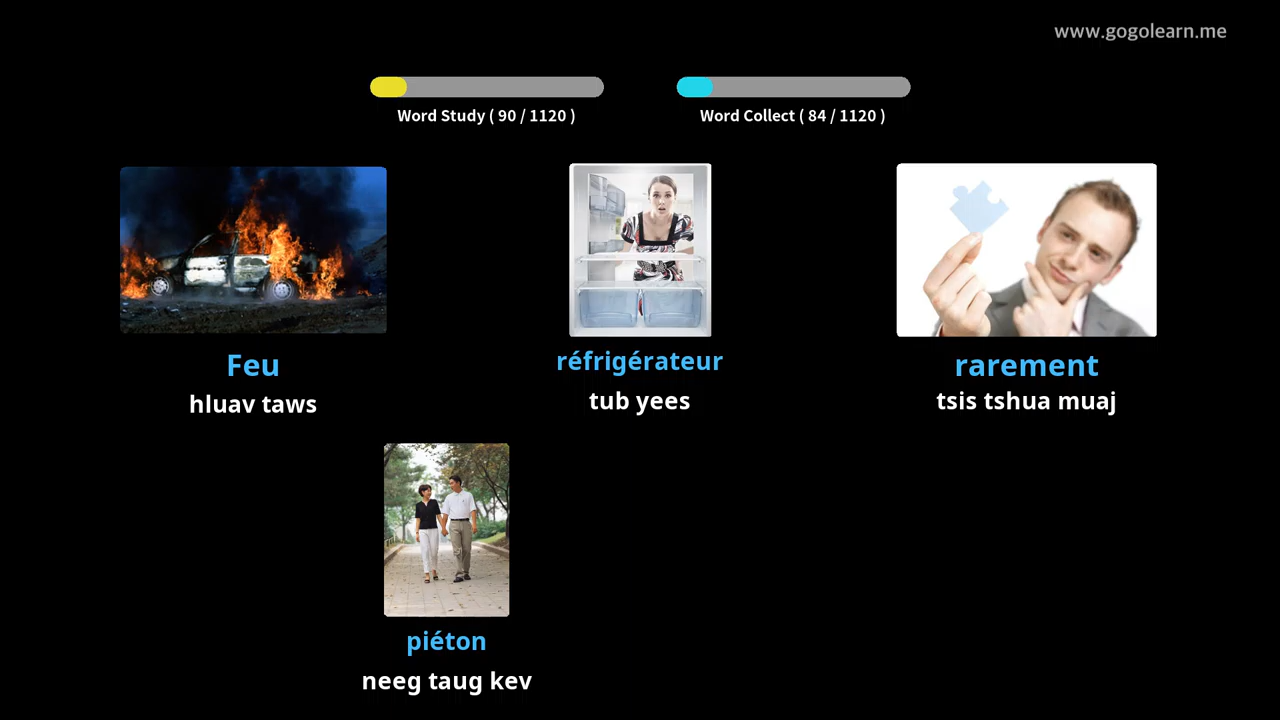 www.gogolearn.me
Word Study ( 90 / 1120 )
Word Collect ( 84 / 1120 )
Feu
hluav taws
réfrigérateur
tub yees
rarement
tsis tshua muaj
piéton
neeg taug kev